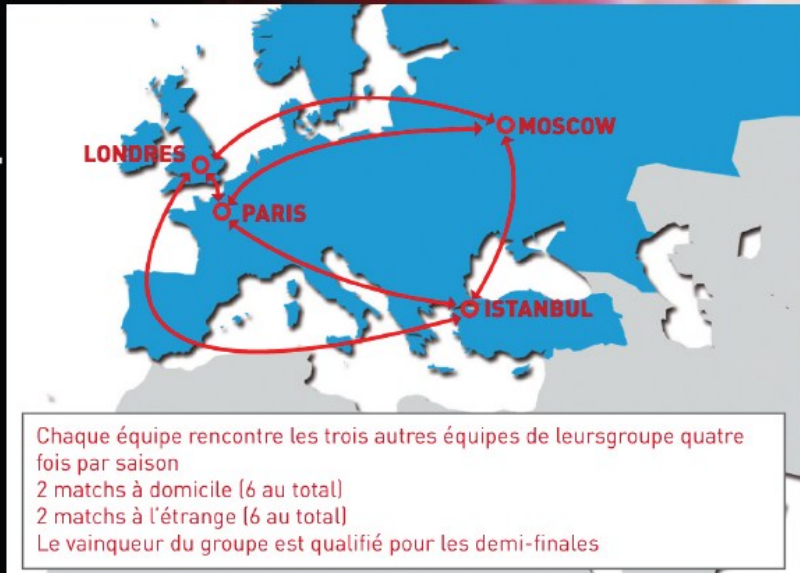 LONDRES
MOSCOW
PARIS
ISTANBUL
Chaque équipe rencontre les trois autres équipes de leursgroupe quatre
fois par saison
2 matchs à domicile (6 au total)
2 matchs à l'étrange (6 au total)
Le vainqueur du groupe est qualifié pour les demi-finales